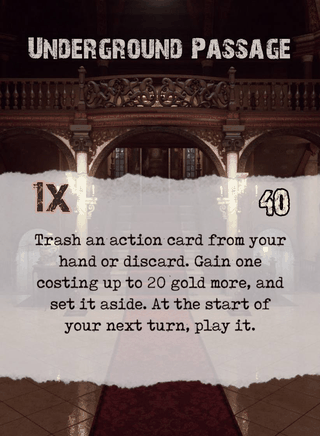 Underground Passage
1X
40
Trash an action card from your
hand or discard. Gain one
costing up to 20 gold more, and
set it aside. At the start of
your next turn, play it.